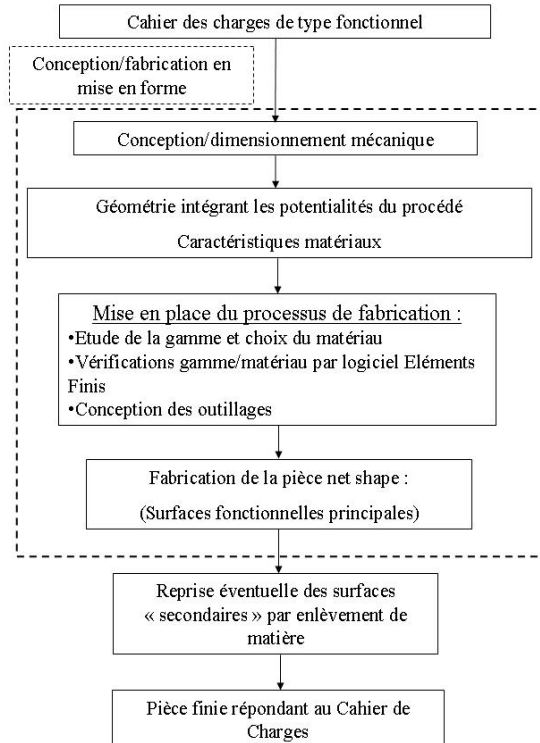 Cahier des charges de type fonctionnel
Conception/fabrication en
mise en forme
Conception/dimensionnement mécanique
Géométrie intégrant les potentialités du procédé
Caractéristiques matériaux
Mise en place du processus de fabrication :
•Etude de la gamme et choix du matériau
•Vérifications gamme/matériau par logiciel Eléments
Finis
•Conception des outillages
Fabrication de la pièce net shape :
(Surfaces fonctionnelles principales)
Reprise éventuelle des surfaces
« secondaires » par enlèvement de
matière
Pièce finie répondant au Cahier de
Charges